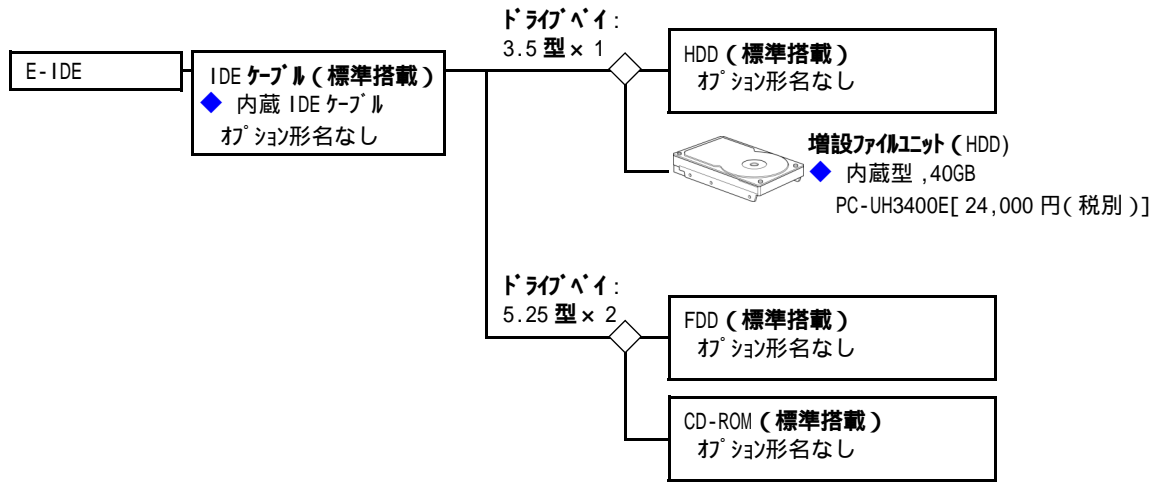 E-IDE
IDE ｹｰﾌﾞﾙ（標準搭載）
◆ 内蔵 IDE ｹｰﾌﾞﾙ
ｵﾌﾟｼｮﾝ形名なし
ﾄﾞﾗｲﾌﾞﾍﾞｲ：
3.5 型× 1
HDD（標準搭載）
ｵﾌﾟｼｮﾝ形名なし
増設ﾌｧｲﾙﾕﾆｯﾄ（HDD)
◆ 内蔵型 ,40GB
PC-UH3400E[ 24,000 円( 税別 )]
ﾄﾞﾗｲﾌﾞﾍﾞｲ：
5.25 型× 2
FDD（標準搭載）
ｵﾌﾟｼｮﾝ形名なし
CD-ROM（標準搭載）
ｵﾌﾟｼｮﾝ形名なし